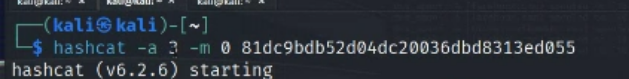 (kali㉿kali)-[~]
$ hashcat -a 3 -m 0 81dc9bdb52d04dc20036dbd8313ed055
hashcat (v6.2.6) starting